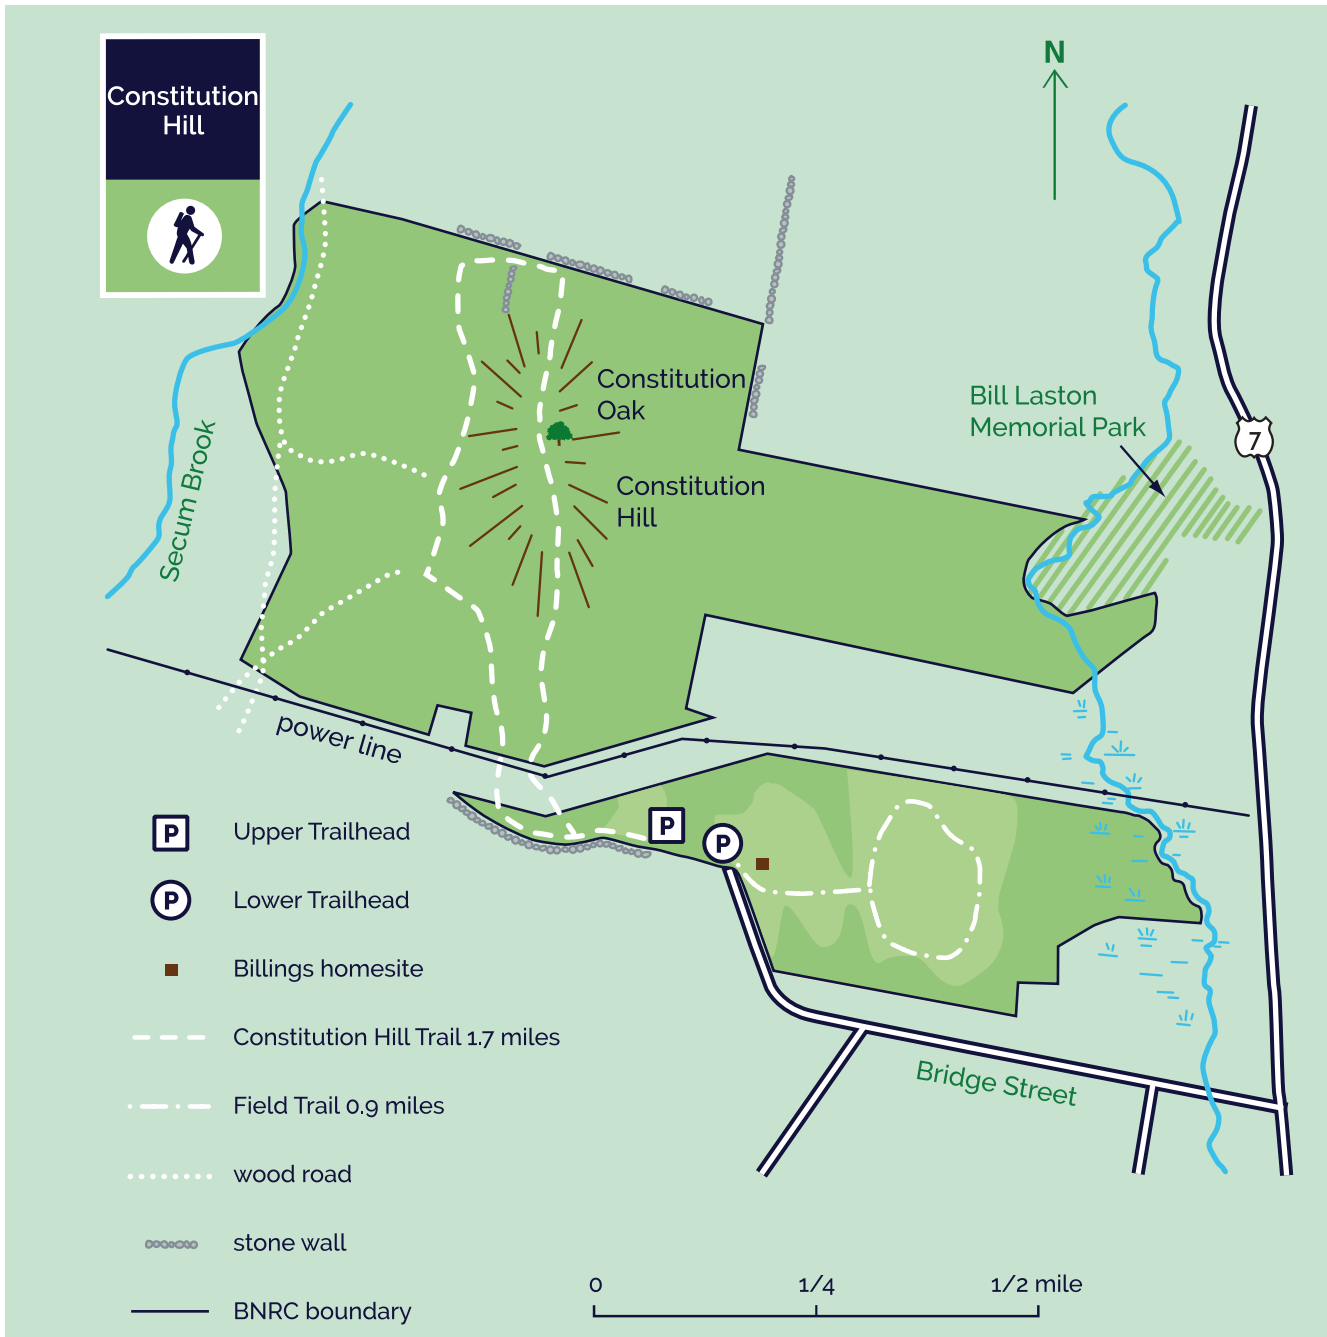 Constitution
Hill
N
Constitution
Oak
Bill Laston
Memorial Park
7
Constitution
Hill
Secum Brook
power line
P
P
P
Upper Trailhead
P
Lower Trailhead
Billings homesite
Constitution Hill Trail 1.7 miles
Bridge Street
Field Trail 0.9 miles
wood road
stone wall
0 1/4 1/2 mile
BNRC boundary